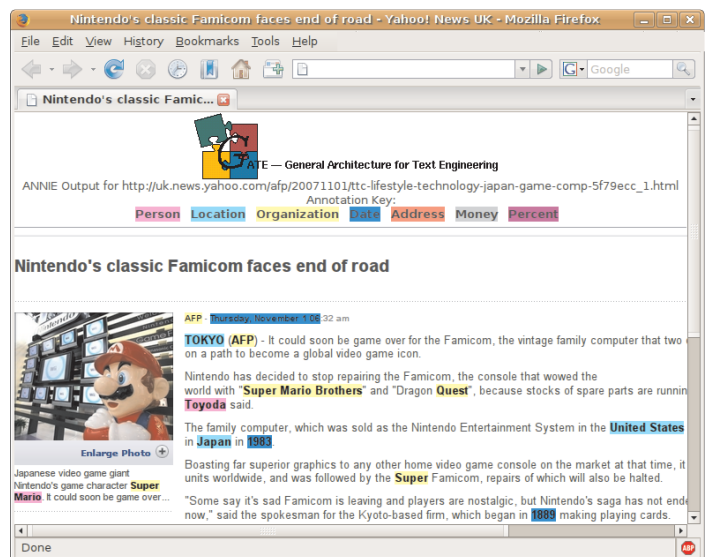 Nintendo's classic Famicom faces end of road - Yahoo! News UK - Mozilla Firefox
File Edit View History Bookmarks Tools Help
G Google
Nintendo's classic Famic...
GATE — General Architecture for Text Engineering
ANNIE Output for http://uk.news.yahoo.com/afp/20071101/ttc-lifestyle-technology-japan-game-comp-5f79ecc_1.html
Annotation Key:
Person Location Organization Date Address Money Percent
Nintendo's classic Famicom faces end of road
Nintendo
Enlarge Photo
Japanese video game giant
Nintendo's game character Super
Mario. It could soon be game over...
AFP - Thursday, November 1 06:32 am
TOKYO (AFP) - It could soon be game over for the Famicom, the vintage family computer that two
on a path to become a global video game icon.
Nintendo has decided to stop repairing the Famicom, the console that wowed the
world with "Super Mario Brothers" and "Dragon Quest", because stocks of spare parts are runnin
Toyoda said.
The family computer, which was sold as the Nintendo Entertainment System in the United States
in Japan in 1983.
Boasting far superior graphics to any other home video game console on the market at that time, it
units worldwide, and was followed by the Super Famicom, repairs of which will also be halted.
"Some say it's sad Famicom is leaving and players are nostalgic, but Nintendo's saga has not ende
now," said the spokesman for the Kyoto-based firm, which began in 1889 making playing cards.
Done
ABP